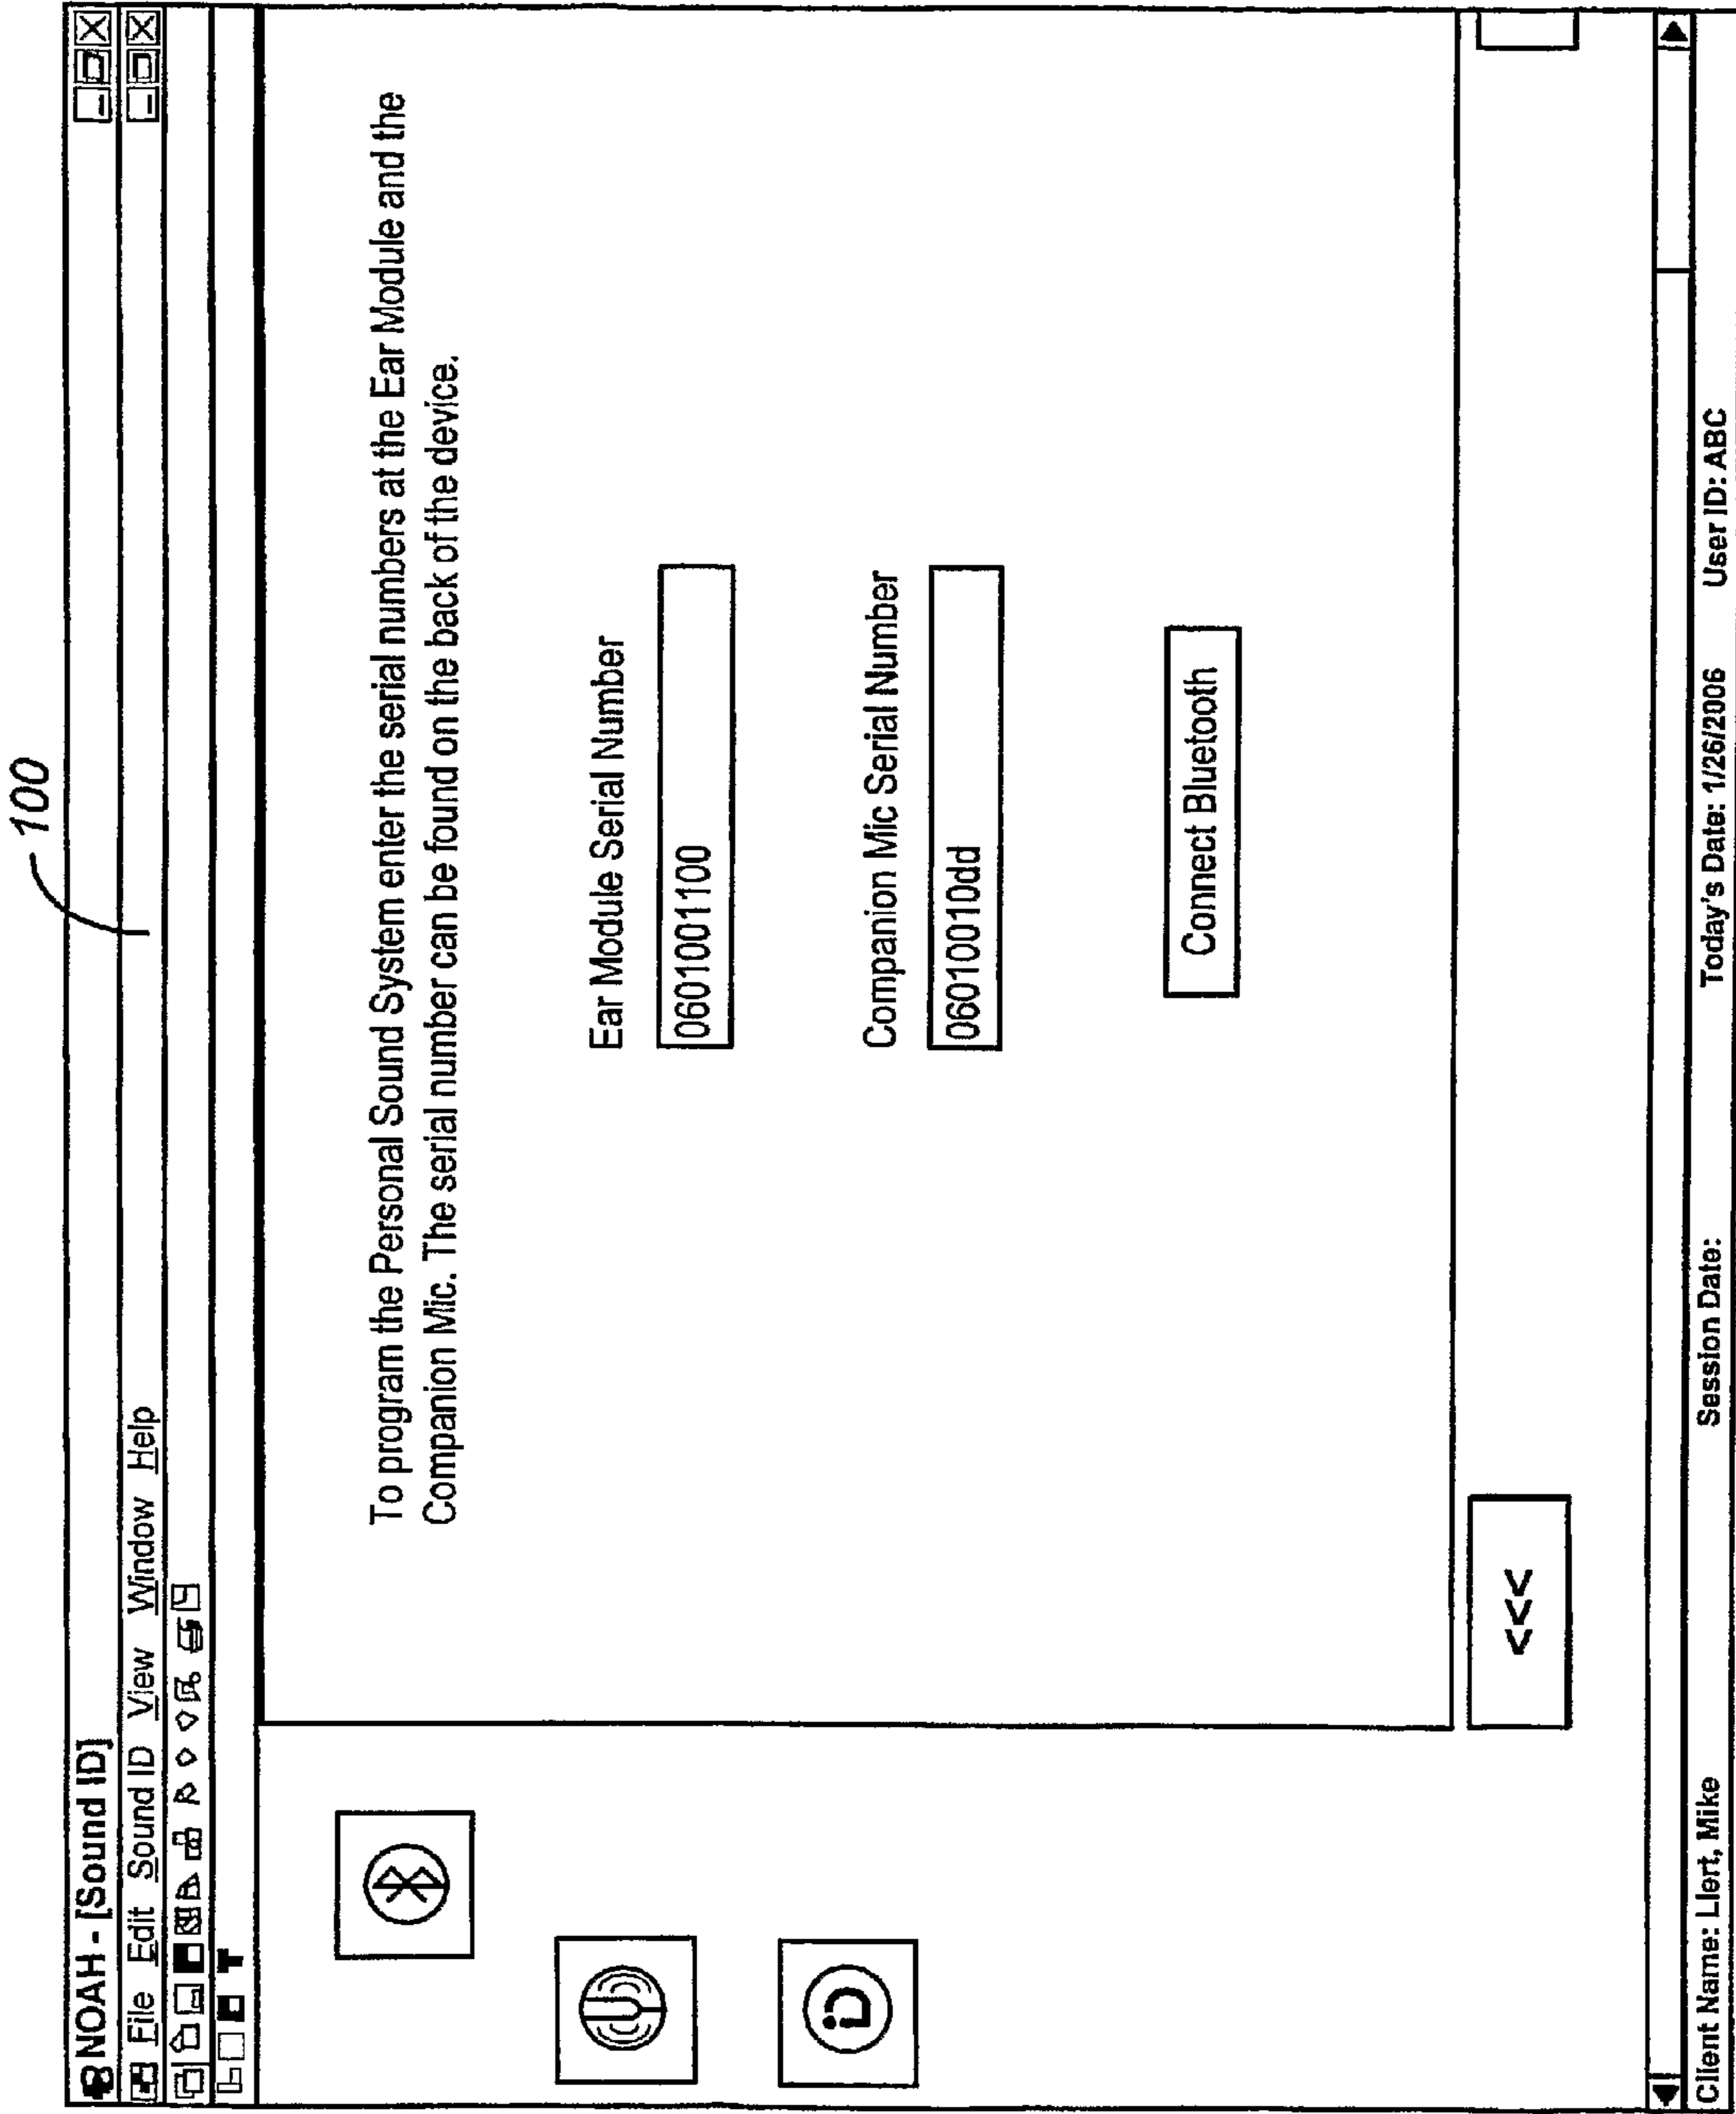 100
NOAH - [Sound ID]
File Edit Sound ID View Window Help
To program the Personal Sound System enter the serial numbers at the Ear Module and the
Companion Mic. The serial number can be found on the back of the device.
Ear Module Serial Number
0601001100
Companion Mic Serial Number
06010010dd
Connect Bluetooth
iD
<<<
Client Name: Llert, Mike Session Date: Today's Date: 1/26/2006 User ID: ABC